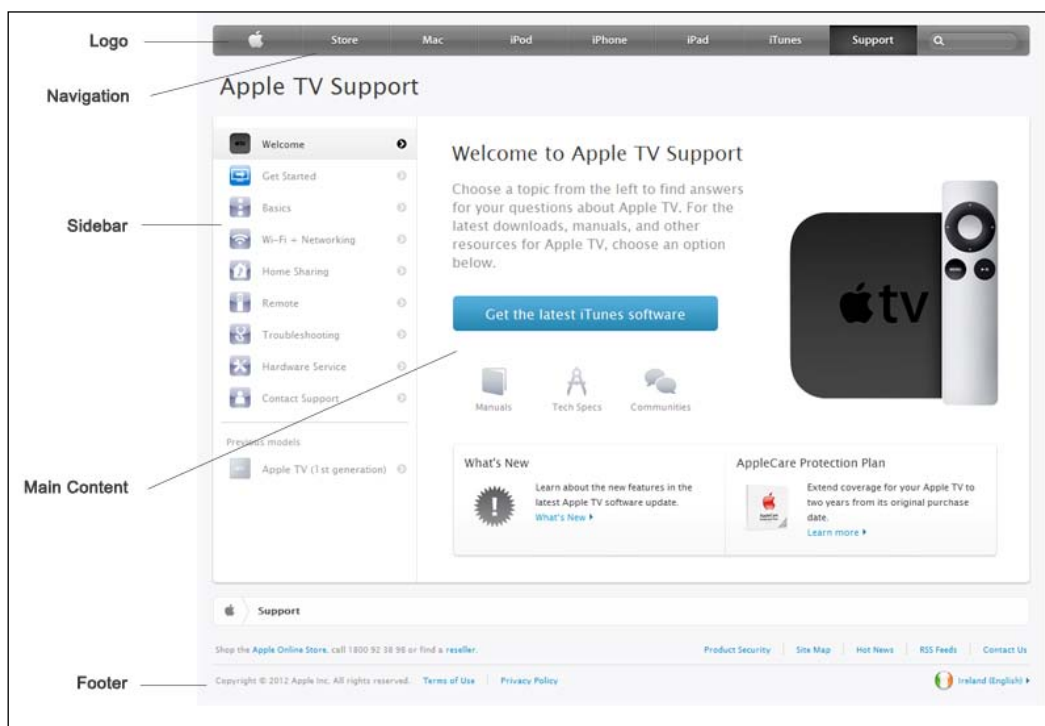 Logo
Store
Mac
iPod
iPhone
iPad
iTunes
Support
Navigation
Apple TV Support
Sidebar
Welcome
Get Started
Basics
Wi-Fi + Networking
Home Sharing
Remote
Troubleshooting
Hardware Service
Contact Support
Previous models
Apple TV (1st generation)
Main Content
Welcome to Apple TV Support
Choose a topic from the left to find answers
for your questions about Apple TV. For the
latest downloads, manuals, and other
resources for Apple TV, choose an option
below.
Get the latest iTunes software
tv
MENU
Manuals
Tech Specs
Communities
What's New
Learn about the new features in the
latest Apple TV software update.
What's New
AppleCare Protection Plan
Extend coverage for your Apple TV to
two years from its original purchase
date.
Learn more
Support
Shop the Apple Online Store, call 1800 92 38 98 or find a reseller.
Product Security
Site Map
Hot News
RSS Feeds
Contact Us
Footer
Copyright © 2012 Apple Inc. All rights reserved.
Terms of Use
Privacy Policy
Ireland (English)